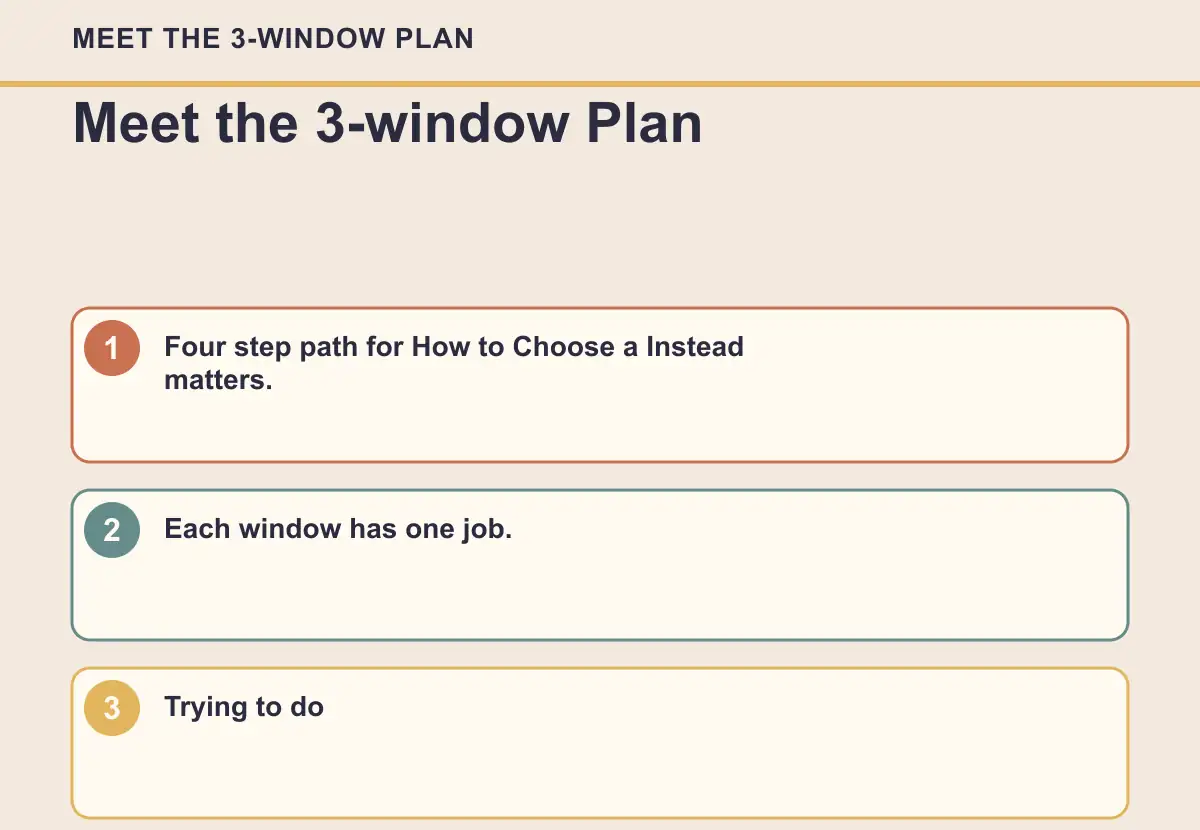 MEET THE 3-WINDOW PLAN
Meet the 3-window Plan
1
Four step path for How to Choose a Instead
matters.
2
Each window has one job.
3
Trying to do